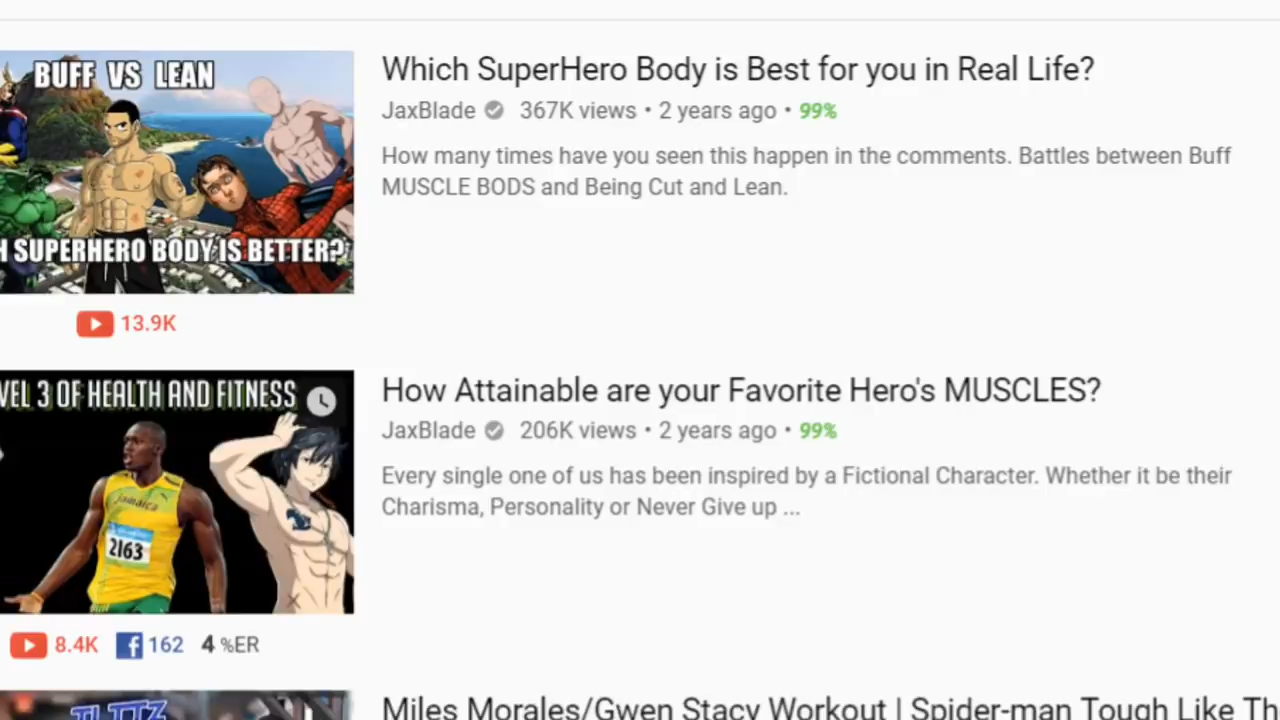 BUFF VS LEAN
SUPERHERO BODY IS BETTER?
Which SuperHero Body is Best for you in Real Life?
JaxBlade 367K views • 2 years ago • 99%
How many times have you seen this happen in the comments. Battles between Buff
MUSCLE BODS and Being Cut and Lean.
13.9K
VEL 3 OF HEALTH AND FITNESS
jamaica
2163
How Attainable are your Favorite Hero's MUSCLES?
JaxBlade 206K views • 2 years ago • 99%
Every single one of us has been inspired by a Fictional Character. Whether it be their
Charisma, Personality or Never Give up ...
8.4K 162 4 %ER
Miles Morales/Gwen Stacy Workout | Spider-man Tough Like Th